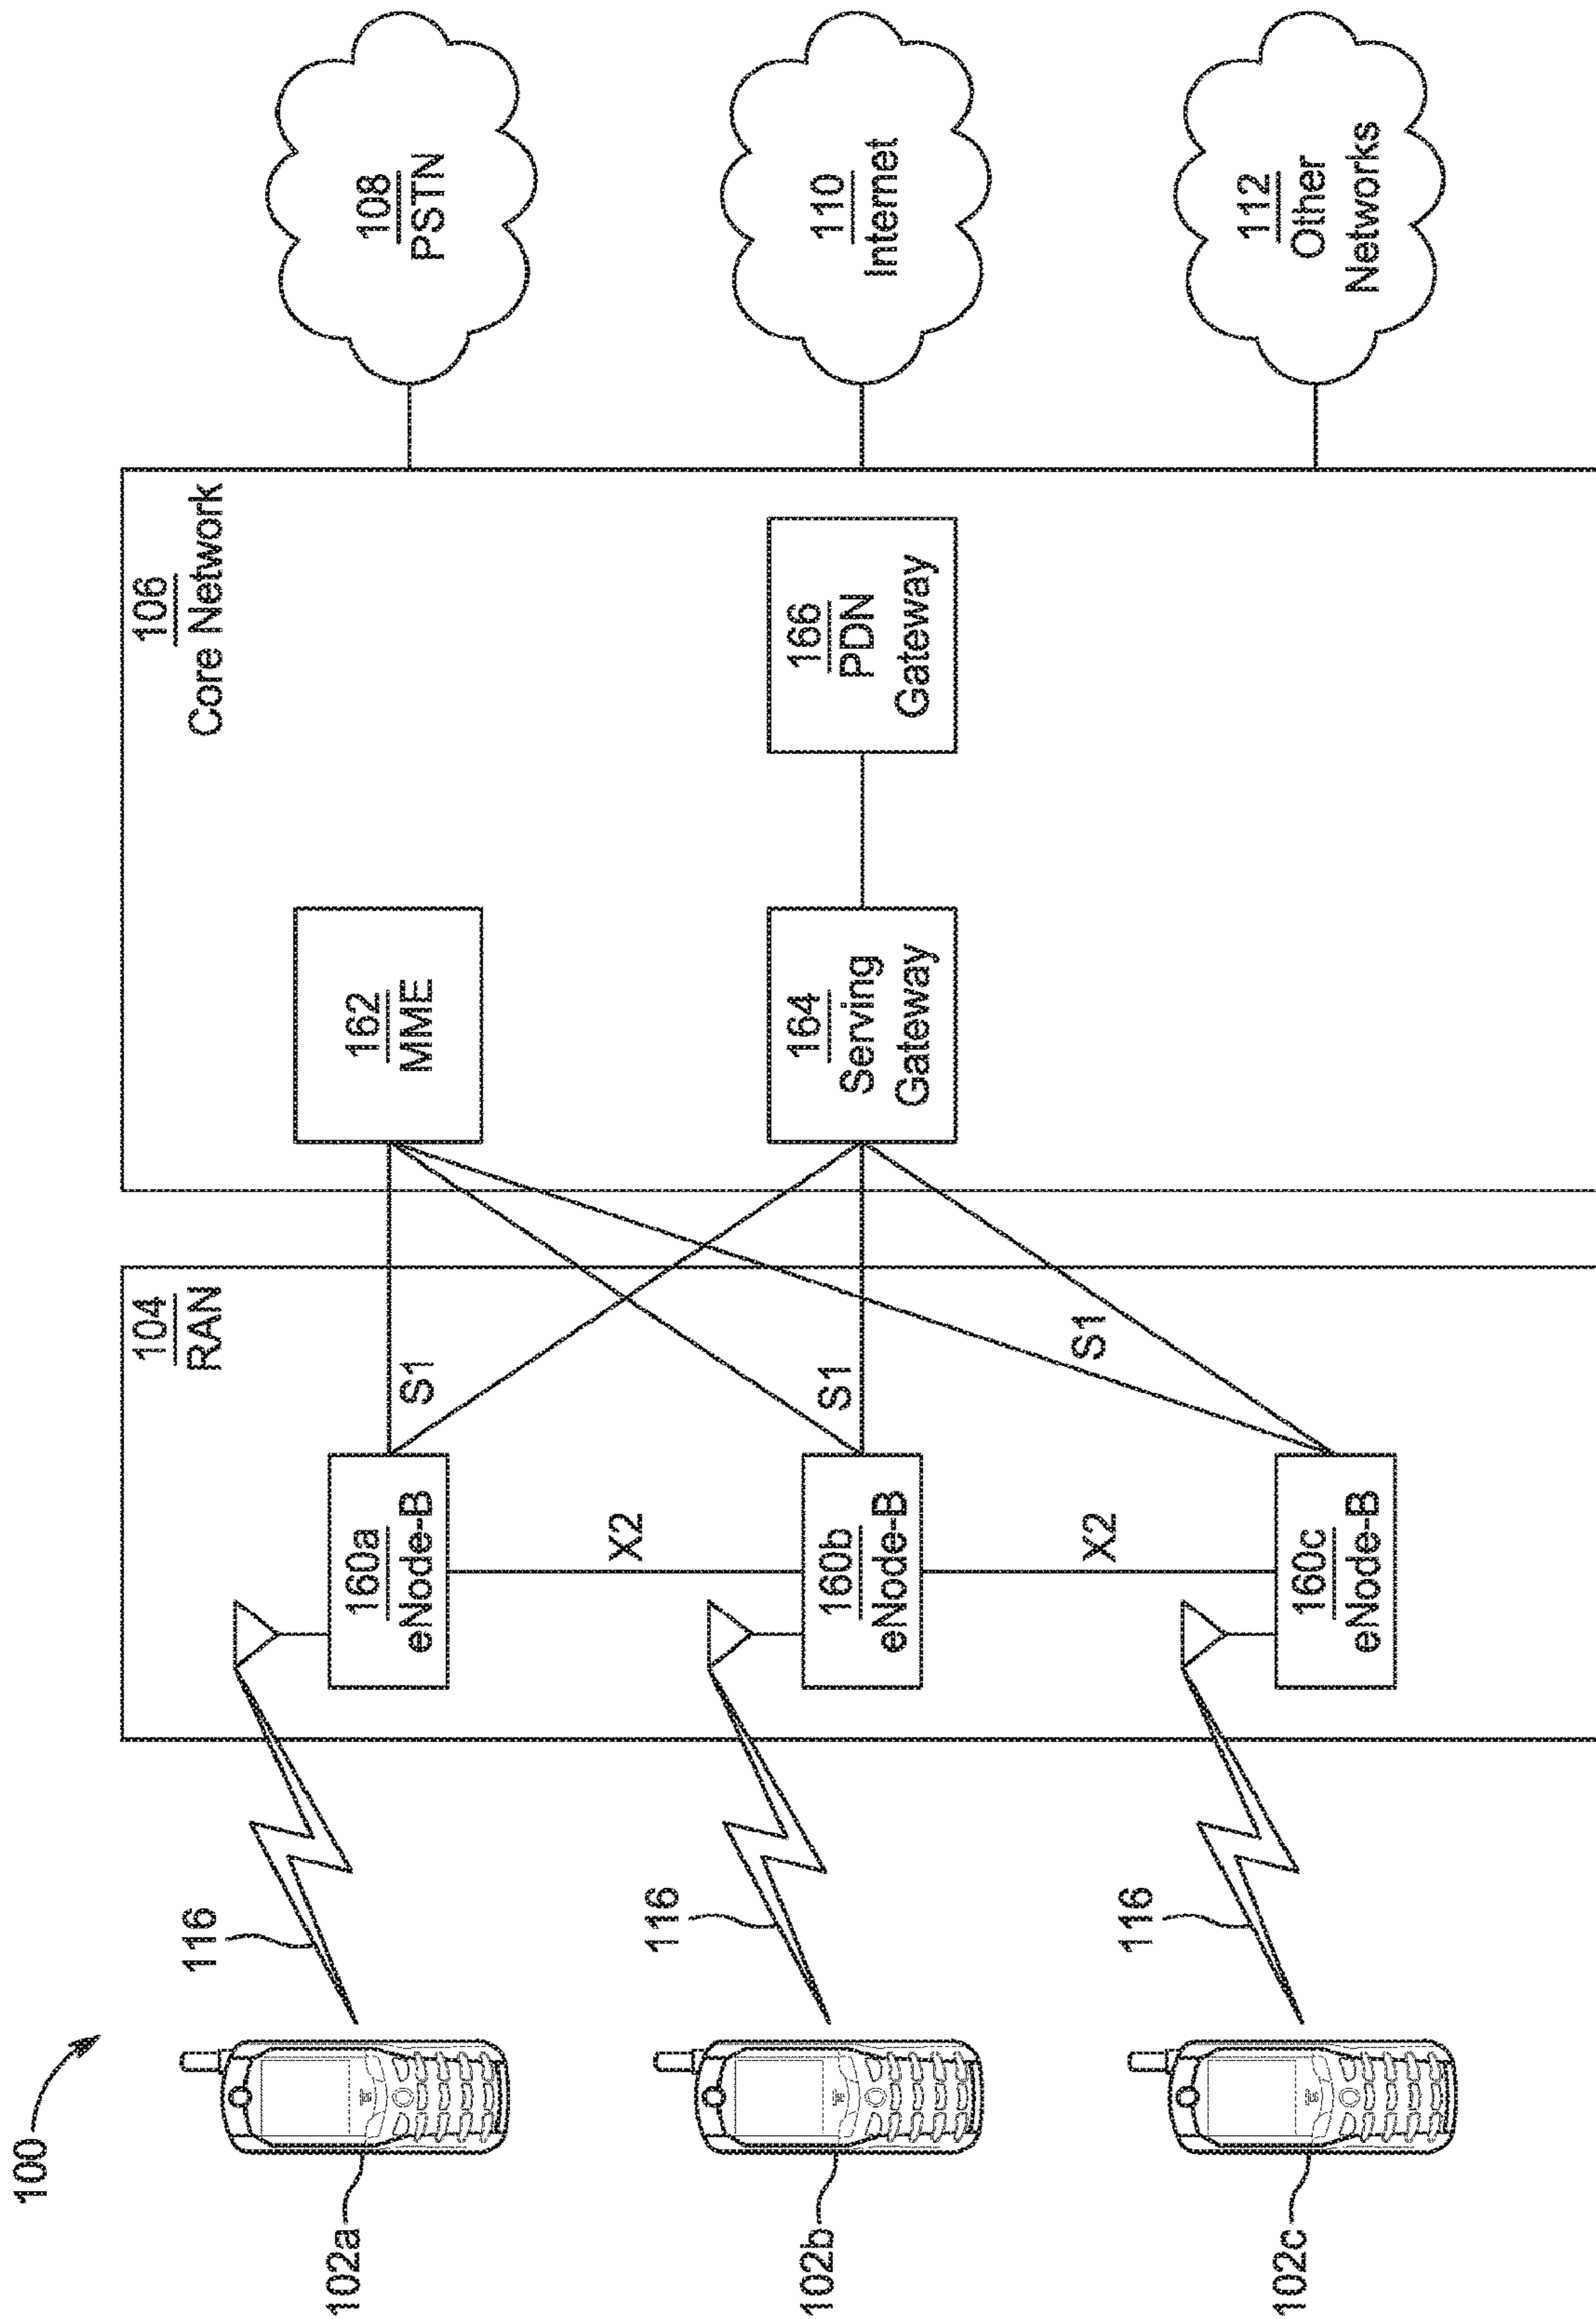 100
102a
116
102b
116
102c
116
104
RAN
160a
eNode-B
S1
X2
160b
eNode-B
S1
X2
160c
eNode-B
S1
106
Core Network
162
MME
164
Serving
Gateway
166
PDN
Gateway
108
PSTN
110
Internet
112
Other
Networks